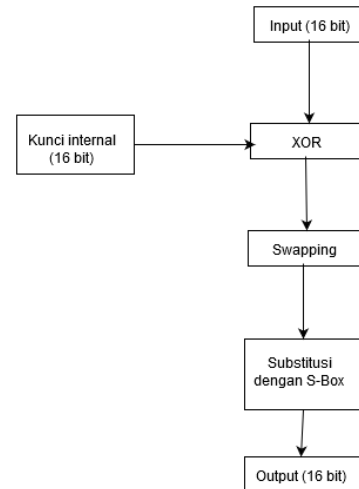 Input (16 bit)
Kunci internal
(16 bit)
XOR
Swapping
Substitusi
dengan S-Box
Output (16 bit)